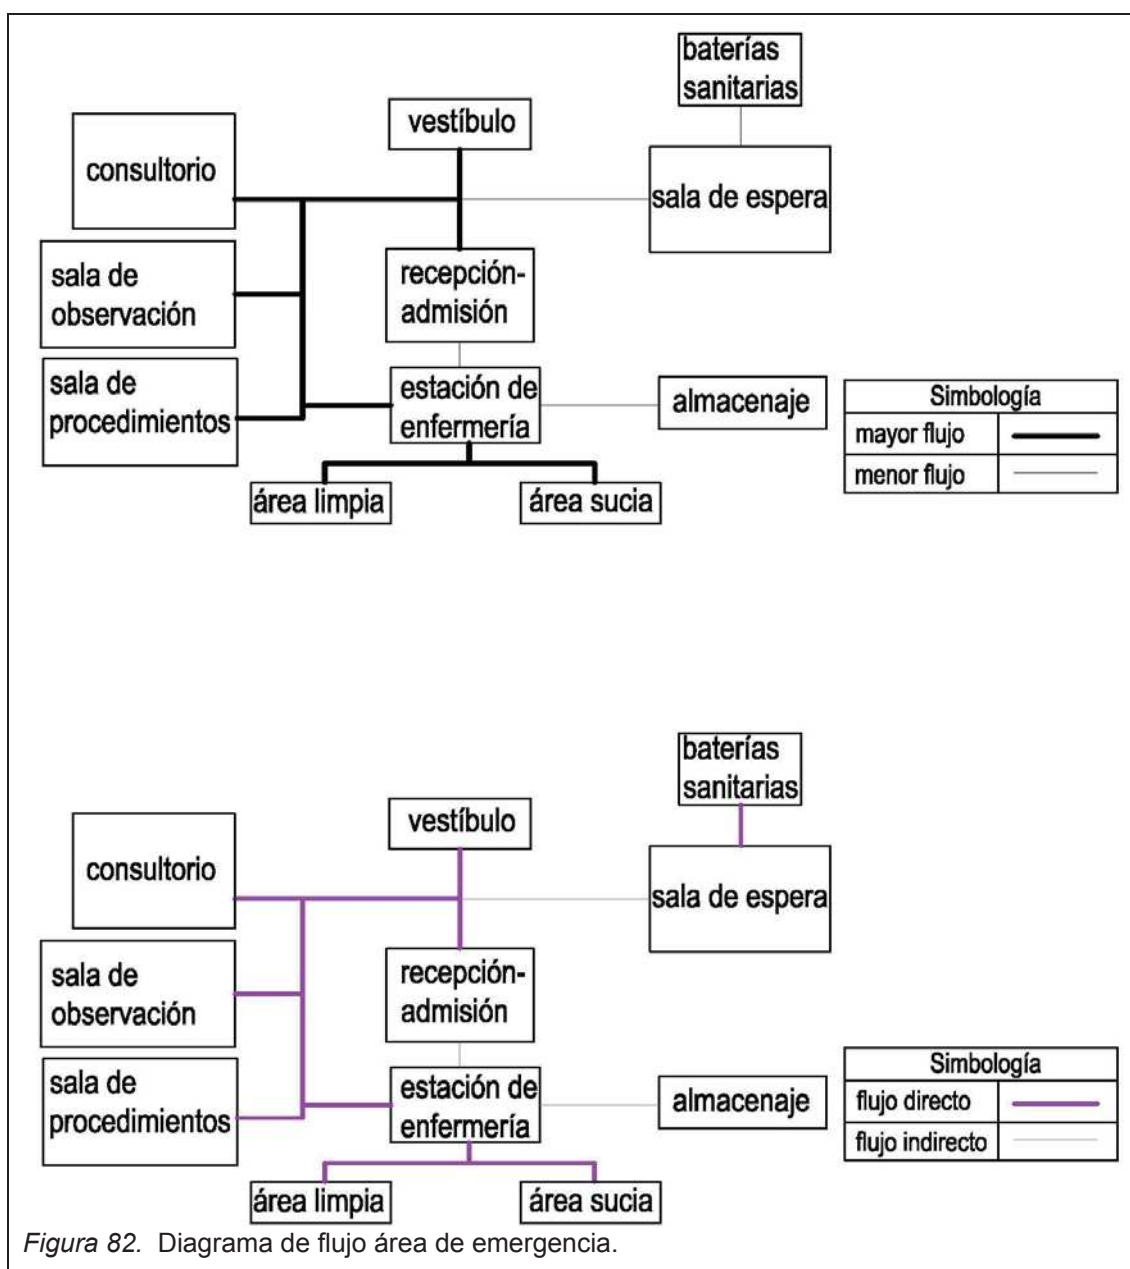 baterías
sanitarias
vestíbulo
consultorio
sala de espera
sala de
observación
recepción-
admisión
sala de
procedimientos
estación de
enfermería
almacenaje
Simbología
mayor flujo
menor flujo
área limpia
área sucia
baterías
sanitarias
vestíbulo
consultorio
sala de espera
sala de
observación
recepción-
admisión
sala de
procedimientos
estación de
enfermería
almacenaje
Simbología
flujo directo
flujo indirecto
área limpia
área sucia
Figura 82. Diagrama de flujo área de emergencia.